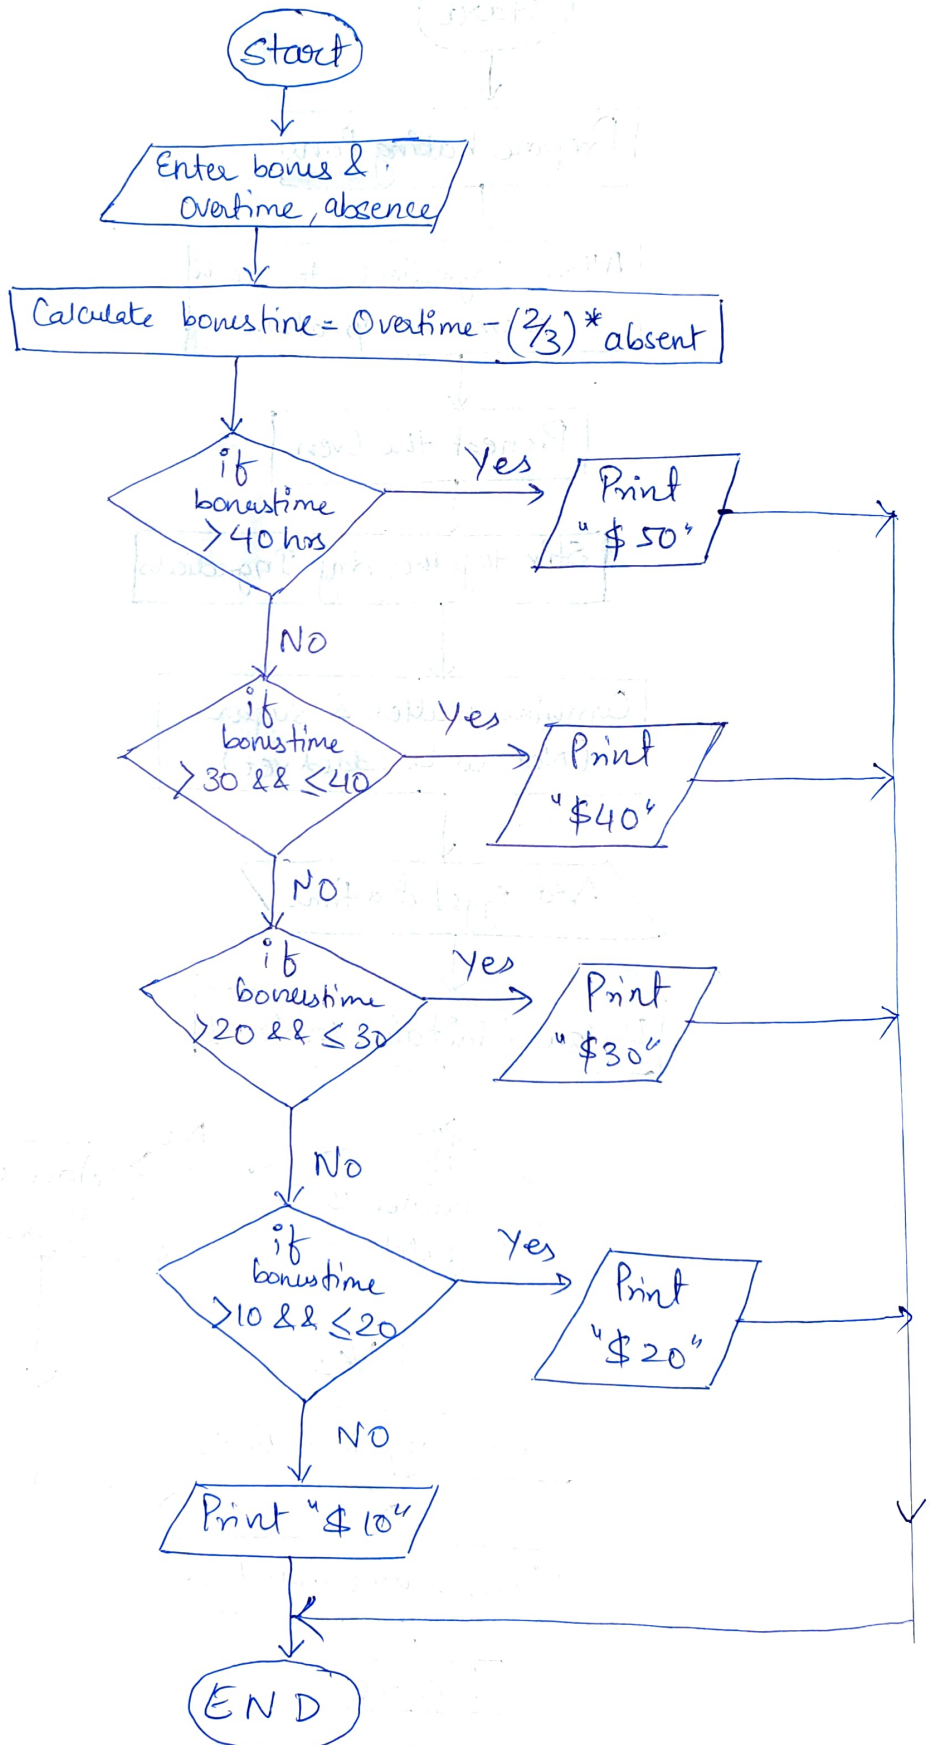 Start
Enter bonus &
Overtime, absence
Calculate bonustime = Overtime - (2/3) * absent
if
bonustime
> 40 hrs
Yes
Print
"$ 50"
NO
if
bonustime
> 30 && ≤40
Yes
Print
"$40"
NO
if
bonustime
>20 && ≤ 30
Yes
Print
"$30"
No
if
bonustime
>10 && ≤20
Yes
Print
"$ 20"
NO
Print "$ 10"
END